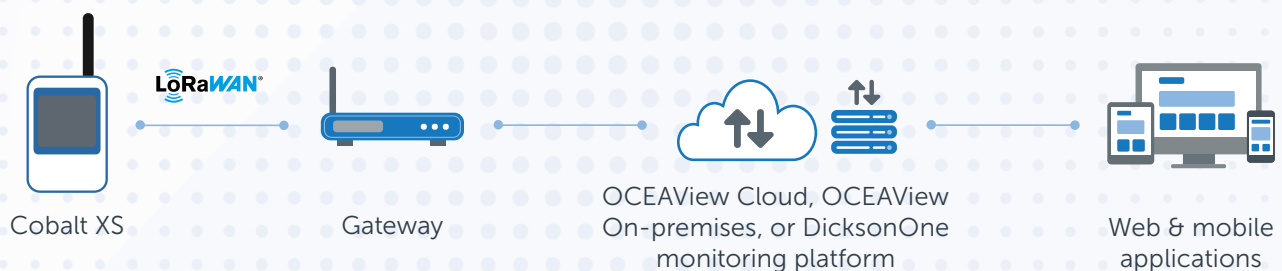 LoRaWAN®
Cobalt XS
Gateway
OCEAView Cloud, OCEAView
On-premises, or DicksonOne
monitoring platform
Web & mobile
applications